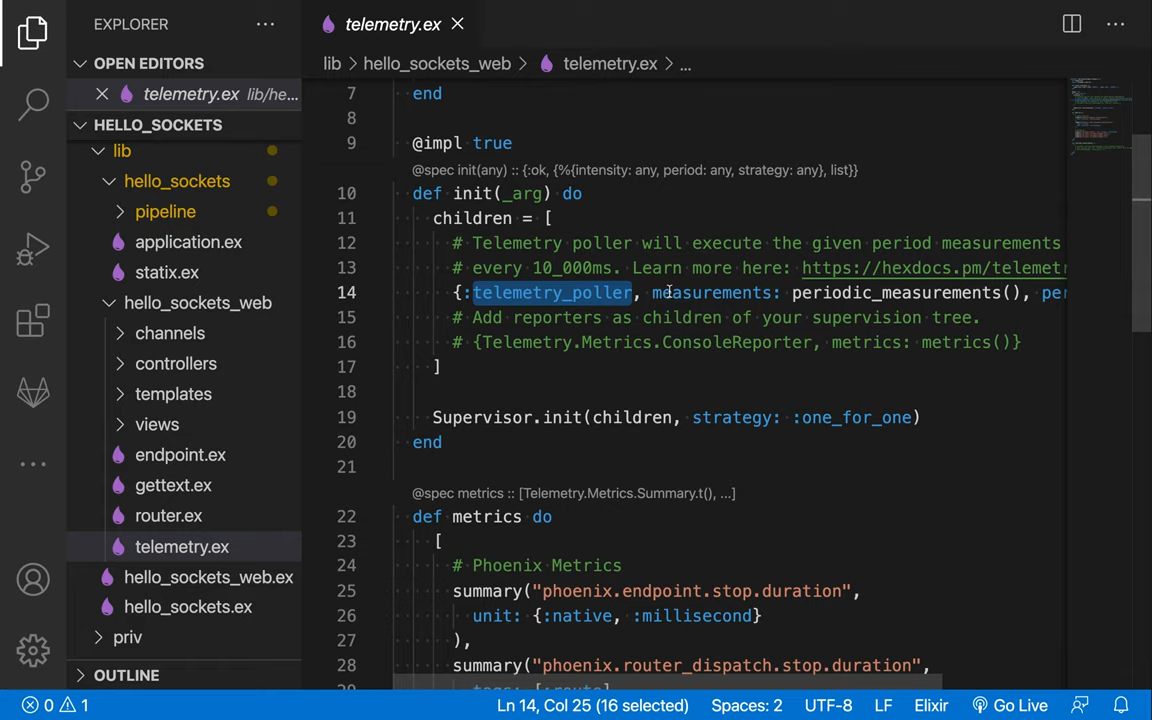 EXPLORER
OPEN EDITORS
telemetry.ex lib/he...
HELLO_SOCKETS
lib
hello_sockets
pipeline
application.ex
statix.ex
hello_sockets_web
channels
controllers
templates
views
endpoint.ex
gettext.ex
router.ex
telemetry.ex
hello_sockets_web.ex
hello_sockets.ex
priv
OUTLINE
telemetry.ex
lib > hello_sockets_web > telemetry.ex > ...
7 end
8
9 @impl true
@spec init(any) :: {:ok, {%{intensity: any, period: any, strategy: any}, list}
10 def init(_arg) do
11 children = [
12 # Telemetry poller will execute the given period measurements
13 # every 10_000ms. Learn more here: https://hexdocs.pm/telemetr
14 {:telemetry_poller, measurements: periodic_measurements(), per
15 # Add reporters as children of your supervision tree.
16 # {Telemetry.Metrics.ConsoleReporter, metrics: metrics()}
17 ]
18
19 Supervisor.init(children, strategy: :one_for_one)
20 end
21
@spec metrics :: [Telemetry.Metrics.Summary.t(), ...]
22 def metrics do
23 [
24 # Phoenix Metrics
25 summary("phoenix.endpoint.stop.duration",
26 unit: {:native, :millisecond}
27 ),
28 summary("phoenix.router_dispatch.stop.duration",
0 1 Ln 14, Col 25 (16 selected) Spaces: 2 UTF-8 LF Elixir Go Live